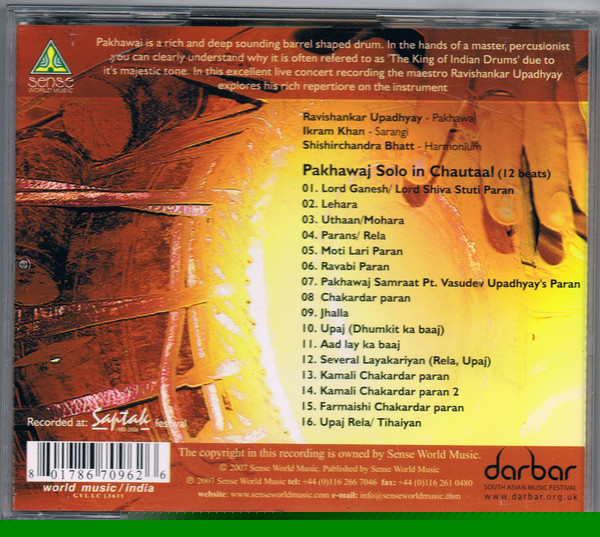 Pakhawaj is a rich and deep sounding barrel shaped drum. In the hands of a master, percusionist
you can clearly understand why it is often refered to as 'The King of Indian Drums' due to
it's majestic tone. In this excellent live concert recording the maestro Ravishankar Upadhyay
explores his rich repertiore on the instrument
sense
WORLD MUSIC
Ravishankar Upadhyay - Pakhawaj
Ikram Khan - Sarangi
Shishirchandra Bhatt - Harmonium
Pakhawaj Solo in Chautaal (12 beats)
01. Lord Ganesh/ Lord Shiva Stuti Paran
02. Lehara
03. Uthaan/Mohara
04. Parans/ Rela
05. Moti Lari Paran
06. Ravabi Paran
07. Pakhawaj Samraat Pt. Vasudev Upadhyay's Paran
08 Chakardar paran
09. Jhalla
10. Upaj (Dhumkit ka baaj)
11. Aad lay ka baaj
12. Several Layakariyan (Rela, Upaj)
13. Kamali Chakardar paran
14. Kamali Chakardar paran 2
15. Farmaishi Chakardar paran
16. Upaj Rela/ Tihaiyan
Recorded at: Saptak festival
8 01786 70962 6
world music/india
The copyright in this recording is owned by Sense World Music.
© 2007 Sense World Music. Published by Sense World Music
℗ 2007 Sense World Music tel: +44 (0)116 266 7046 fax: +44 (0)116 261 0480
website: www.senseworldmusic.com e-mail: info@senseworldmusic.com
darbar
SOUTH ASIAN MUSIC FESTIVAL
www.darbar.org.uk